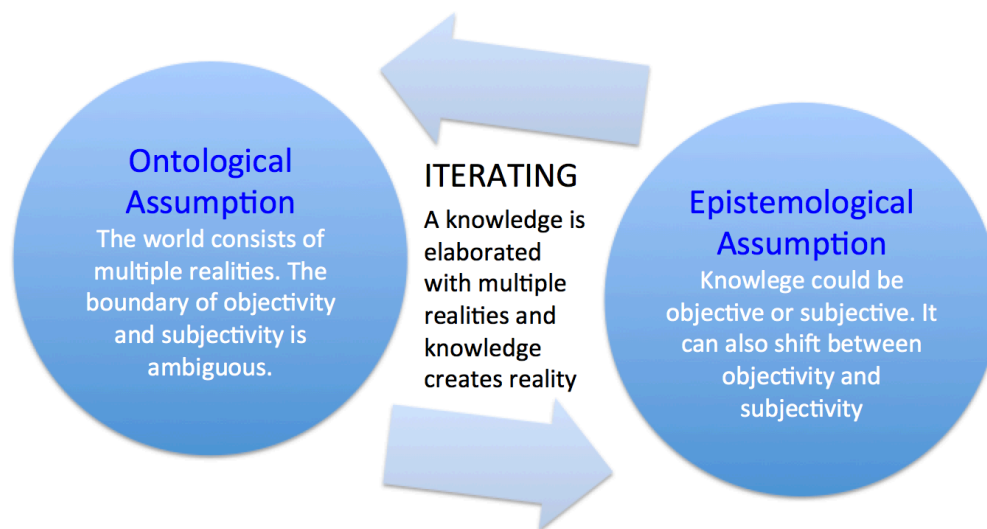 Ontological
Assumption
The world consists of
multiple realities. The
boundary of objectivity
and subjectivity is
ambiguous.
ITERATING
A knowledge is
elaborated
with multiple
realities and
knowledge
creates reality
Epistemological
Assumption
Knowlege could be
objective or subjective. It
can also shift between
objectivity and
subjectivity